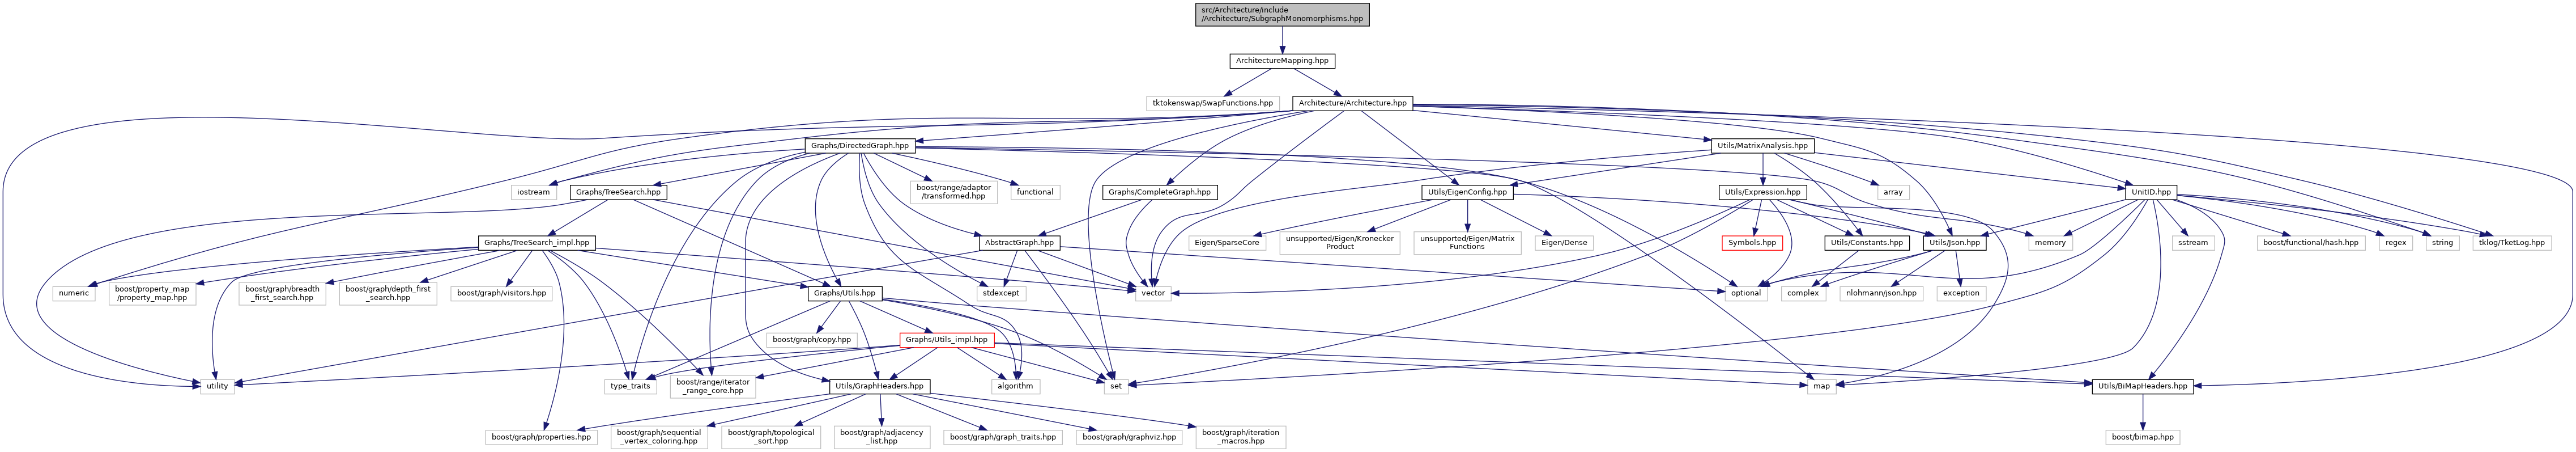 src/Architecture/include
/Architecture/SubgraphMonomorphisms.hpp
ArchitectureMapping.hpp
tktokenswap/SwapFunctions.hpp
Architecture/Architecture.hpp
Graphs/DirectedGraph.hpp
Utils/MatrixAnalysis.hpp
iostream
Graphs/TreeSearch.hpp
boost/range/adaptor
/transformed.hpp
functional
Graphs/CompleteGraph.hpp
Utils/EigenConfig.hpp
Utils/Expression.hpp
array
UnitID.hpp
Graphs/TreeSearch_impl.hpp
AbstractGraph.hpp
Eigen/SparseCore
unsupported/Eigen/Kronecker
Product
unsupported/Eigen/Matrix
Functions
Eigen/Dense
Symbols.hpp
Utils/Constants.hpp
Utils/Json.hpp
memory
sstream
boost/functional/hash.hpp
regex
string
tklog/TketLog.hpp
numeric
boost/property_map
/property_map.hpp
boost/graph/breadth
_first_search.hpp
boost/graph/depth_first
_search.hpp
boost/graph/visitors.hpp
Graphs/Utils.hpp
stdexcept
vector
optional
complex
nlohmann/json.hpp
exception
boost/graph/copy.hpp
Graphs/Utils_impl.hpp
utility
type_traits
boost/range/iterator
_range_core.hpp
Utils/GraphHeaders.hpp
algorithm
set
map
Utils/BiMapHeaders.hpp
boost/graph/properties.hpp
boost/graph/sequential
_vertex_coloring.hpp
boost/graph/topological
_sort.hpp
boost/graph/adjacency
_list.hpp
boost/graph/graph_traits.hpp
boost/graph/graphviz.hpp
boost/graph/iteration
_macros.hpp
boost/bimap.hpp